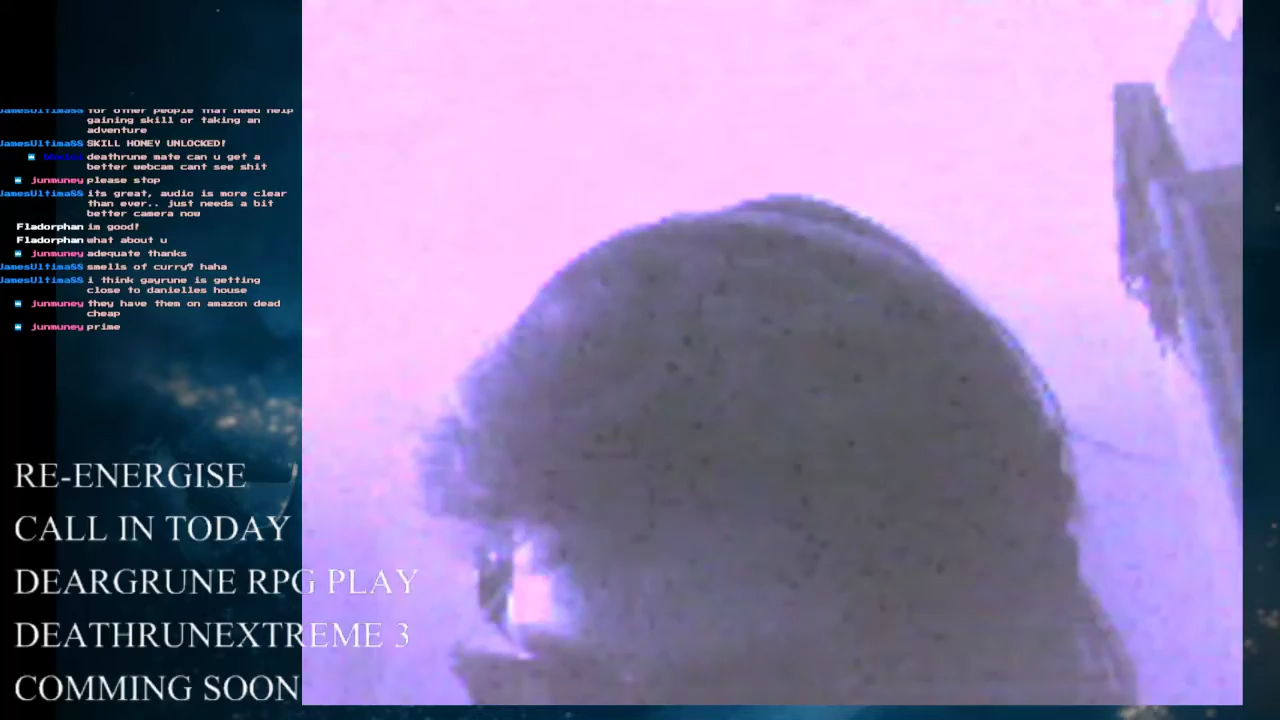 JamesUltima88 for other people that need help
gaining skill or taking an
adventure
JamesUltima88 SKILL HONEY UNLOCKED!
deathrune mate can u get a
better webcam cant see shit
junmuney please stop
JamesUltima88 its great, audio is more clear
than ever.. just needs a bit
better camera now
Fladorphan im good!
Fladorphan what about u
junmuney adequate thanks
JamesUltima88 smells of curry? haha
JamesUltima88 i think gayrune is getting
close to danielles house
junmuney they have them on amazon dead
cheap
junmuney prime
RE-ENERGISE
CALL IN TODAY
DEARGRUNE RPG PLAY
DEATHRUNEXTREME 3
COMMING SOON